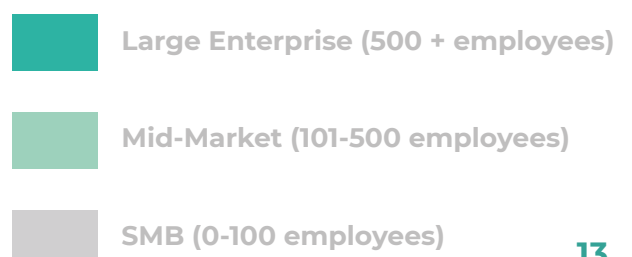 Large Enterprise (500 + employees)
Mid-Market (101-500 employees)
SMB (0-100 employees)
13